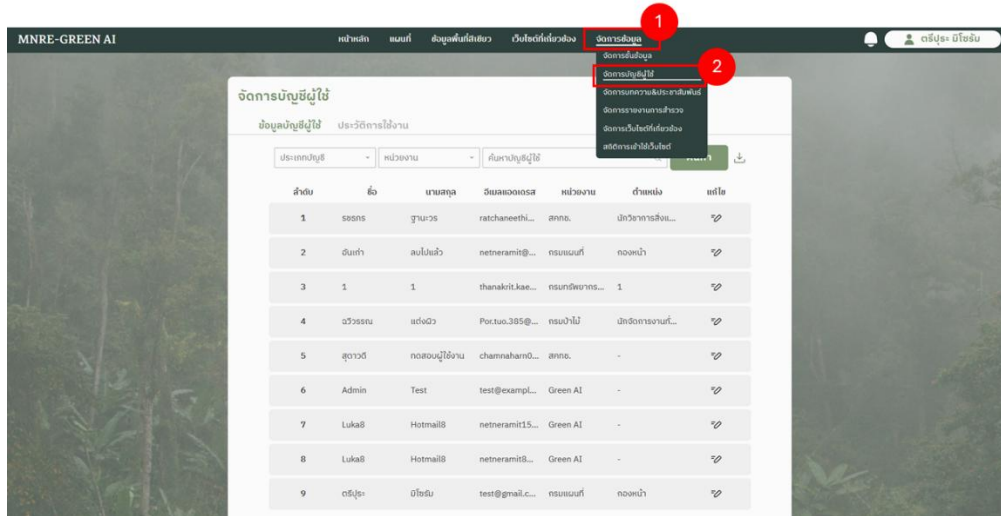 1
MNRE-GREEN AI หน้าหลัก แผนที่ ข้อมูลพื้นที่สีเขียว เว็บไซต์ที่เกี่ยวข้อง จัดการข้อมูล ตรีปุระ มิโซรัม
จัดการชั้นข้อมูล
จัดการบัญชีผู้ใช้ 2
จัดการบทความ&ประชาสัมพันธ์
จัดการรายงานการสำรวจ
จัดการเว็บไซต์ที่เกี่ยวข้อง
สถิติการเข้าใช้เว็บไซต์
จัดการบัญชีผู้ใช้
ข้อมูลบัญชีผู้ใช้ ประวัติการใช้งาน
ประเภทบัญชี หน่วยงาน ค้นหาบัญชีผู้ใช้ ค้นหา
ลำดับ ชื่อ นามสกุล อีเมลแอดเดรส หน่วยงาน ตำแหน่ง แก้ไข
1 รชธกร ฐานะวร ratchaneethi... สกกช. นักวิชาการสิ่งแ...
2 อันเก่า ลบไปแล้ว netneramit@... กรมแผนที่ กองหน้า
3 1 1 thanakrit.kae... กรมทรัพยากร... 1
4 ฉวีวรรณ แต่งผิว Por.tuo.385@... กรมป่าไม้ นักจัดการงานทั่...
5 สุดาวดี ทดสอบผู้ใช้งาน chamnaharn0... สกกช. -
6 Admin Test test@exampl... Green AI -
7 Luka8 Hotmail8 netneramit15... Green AI -
8 Luka8 Hotmail8 netneramit8... Green AI -
9 ตรีปุระ มิโซรัม test@gmail.c... กรมแผนที่ กองหน้า